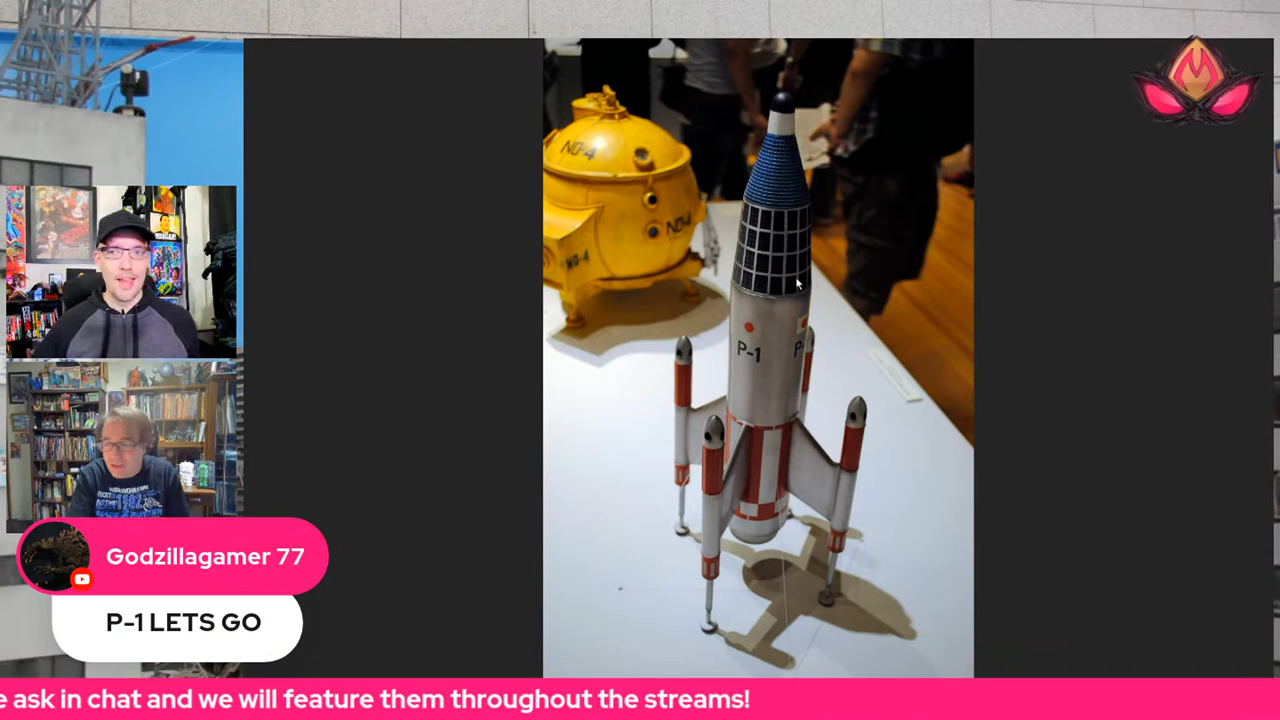 NO-4
NO-4
NO-4
P-1
P-
Godzillagamer 77
P-1 LETS GO
e ask in chat and we will feature them throughout the streams!